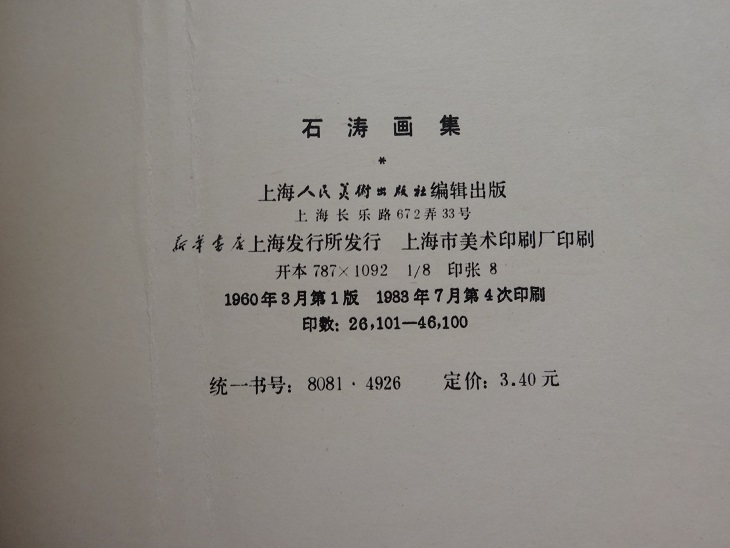 石涛画集
*
上海人民美術出版社编辑出版
上海长乐路672弄33号
新华書店上海发行所发行 上海市美术印刷厂印刷
开本 787×1092 1/8 印张 8
1960年3月第1版 1983年7月第4次印刷
印数: 26,101—46,100
统一书号: 8081·4926 定价: 3.40 元